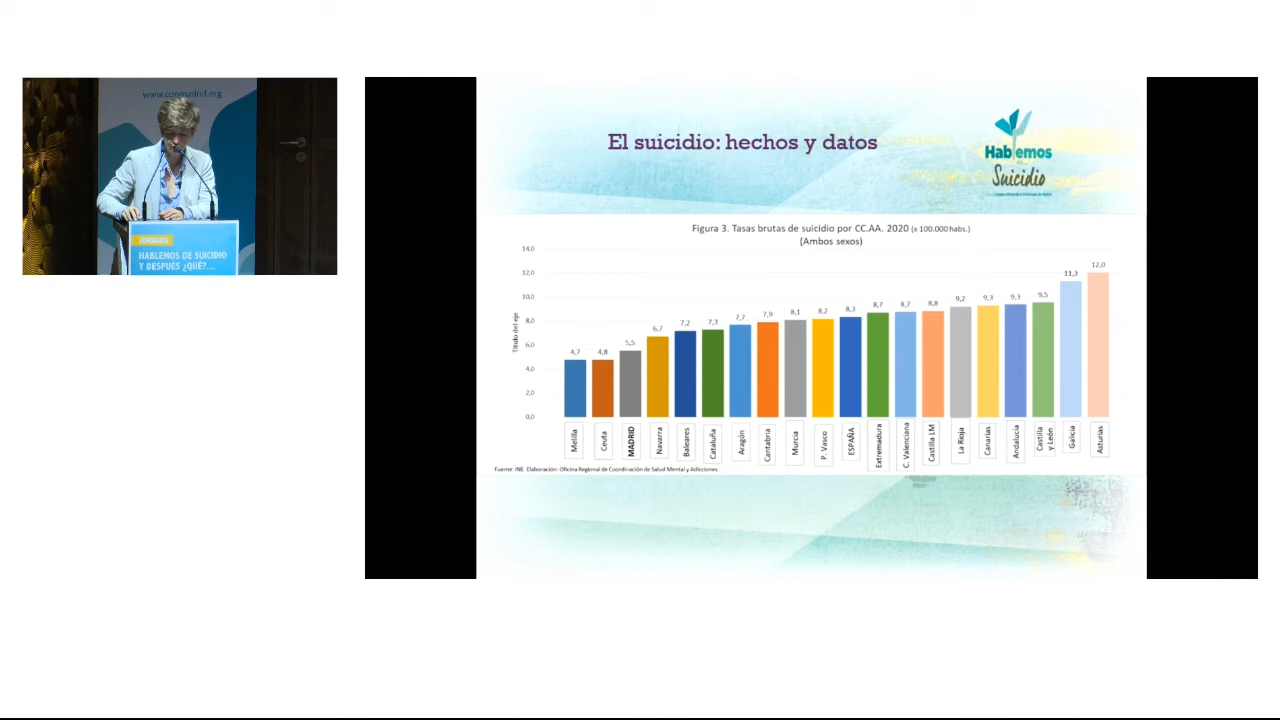 www.copmadrid.org
JORNADA
HABLEMOS DE SUICIDIO
Y DESPUÉS ¿QUÉ?...
El suicidio: hechos y datos
Hablemos
Suicidio
Figura 3. Tasas brutas de suicidio por CC.AA. 2020 (x 100.000 habs.)
(Ambos sexos)
Título del eje
14,0
12,0
10,0
8,0
6,0
4,0
2,0
0,0
4,7
4,8
5,5
6,7
7,2
7,3
7,7
7,9
8,1
8,2
8,3
8,7
8,7
8,8
9,2
9,3
9,3
9,5
11,3
12,0
Melilla
Ceuta
MADRID
Navarra
Baleares
Cataluña
Aragón
Cantabria
Murcia
P. Vasco
ESPAÑA
Extremadura
C. Valenciana
Castilla LM
La Rioja
Canarias
Andalucía
Castilla
y León
Galicia
Asturias
Fuente: INE. Elaboración: Oficina Regional de Coordinación de Salud Mental y Adicciones